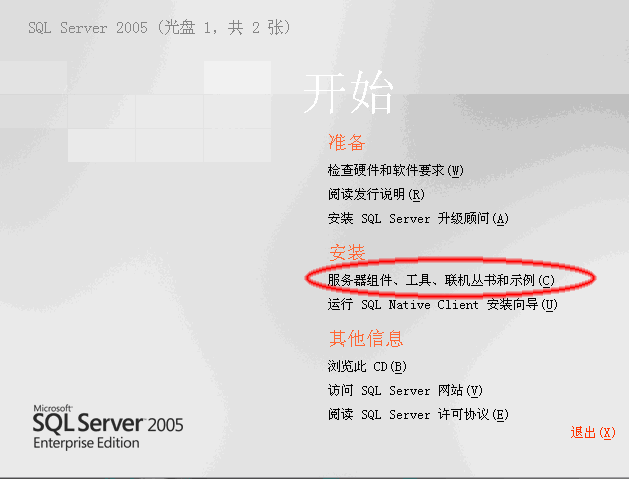 SQL Server 2005 (光盘 1，共 2 张)
开始
准备
检查硬件和软件要求(W)
阅读发行说明(R)
安装 SQL Server 升级顾问(A)
安装
服务器组件、工具、联机丛书和示例(C)
运行 SQL Native Client 安装向导(U)
其他信息
浏览此 CD(B)
访问 SQL Server 网站(V)
阅读 SQL Server 许可协议(E)
退出(X)
Microsoft
SQL Server 2005
Enterprise Edition